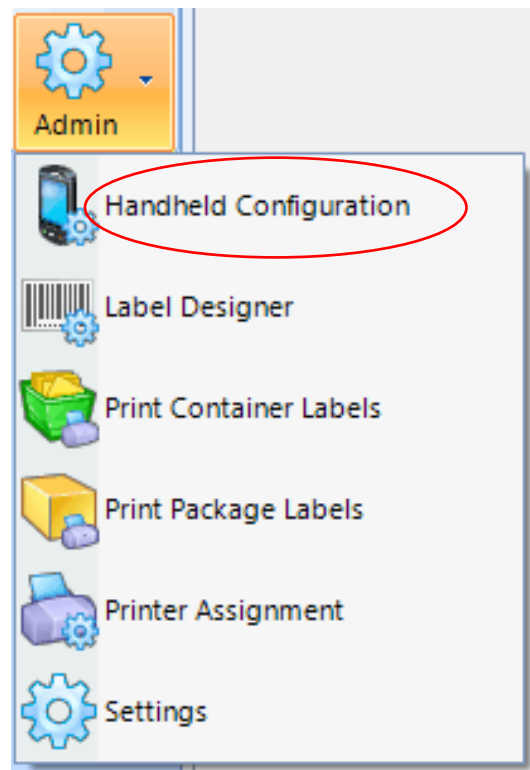 Admin
Handheld Configuration
Label Designer
Print Container Labels
Print Package Labels
Printer Assignment
Settings